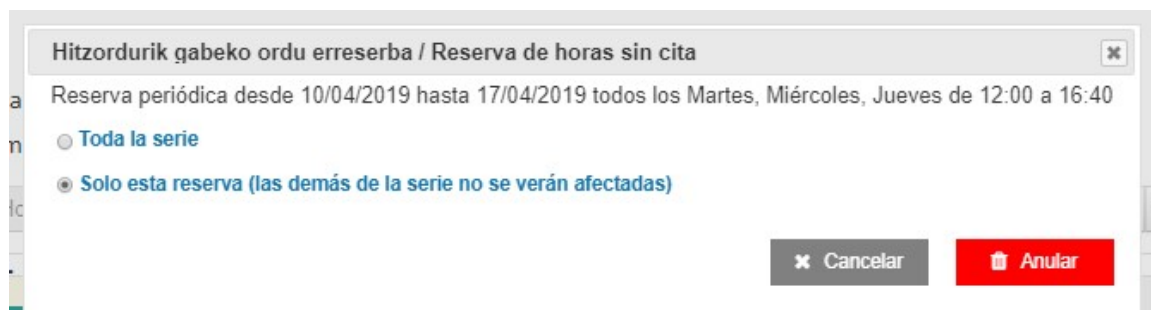 Hitzordurik gabeko ordu erreserba / Reserva de horas sin cita
Reserva periódica desde 10/04/2019 hasta 17/04/2019 todos los Martes, Miércoles, Jueves de 12:00 a 16:40
Toda la serie
Solo esta reserva (las demás de la serie no se verán afectadas)
Cancelar
Anular